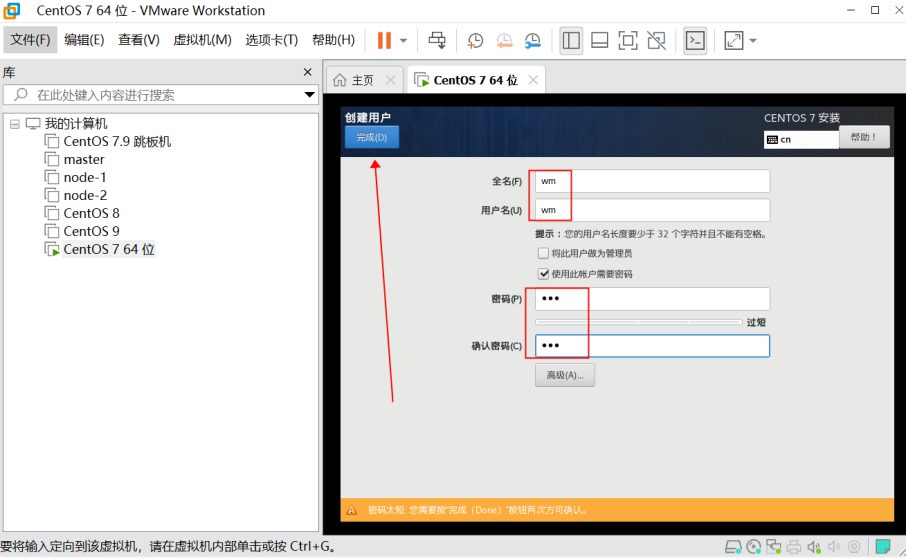 CentOS 7 64 位 - VMware Workstation
文件(F) 编辑(E) 查看(V) 虚拟机(M) 选项卡(T) 帮助(H)
库
在此处键入内容进行搜索
我的计算机
CentOS 7.9 跳板机
master
node-1
node-2
CentOS 8
CentOS 9
CentOS 7 64 位
主页 CentOS 7 64 位
创建用户 CENTOS 7 安装
完成(D) cn 帮助！
全名(F) wm
用户名(U) wm
提示：您的用户名长度要少于 32 个字符并且不能有空格。
将此用户做为管理员
使用此帐户需要密码
密码(P) •••
过短
确认密码(C) •••
高级(A)...
密码太短. 您需要按"完成（Done）"按钮两次方可确认。
要将输入定向到该虚拟机，请在虚拟机内部单击或按 Ctrl+G。